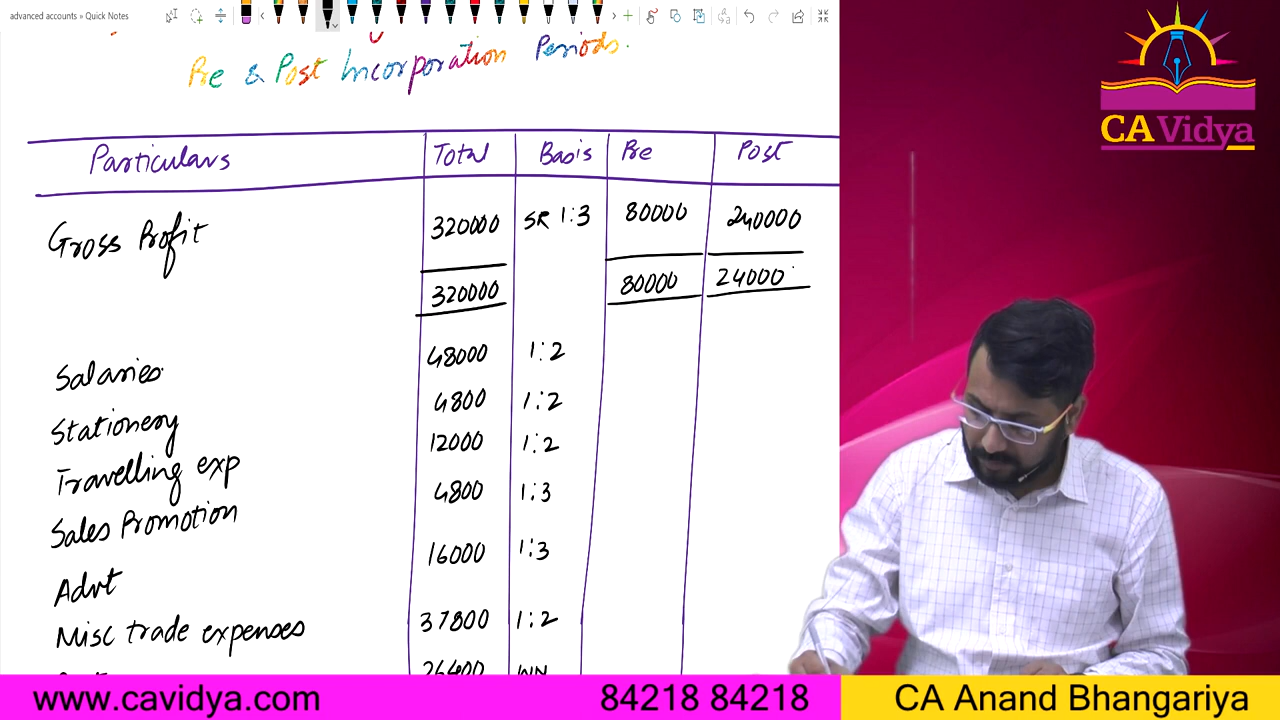 advanced accounts » Quick Notes
Pre & Post Incorporation Periods.
Particulars Total Basis Pre Post
Gross Profit 320000 SR 1:3 80000 240000
320000 80000 24000
Salaries 48000 1:2
Stationery 4800 1:2
Travelling exp 12000 1:2
Sales Promotion 4800 1:3
Advt 16000 1:3
Misc trade expenses 37800 1:2
26400 WN
CA Vidya
www.cavidya.com 84218 84218 CA Anand Bhangariya